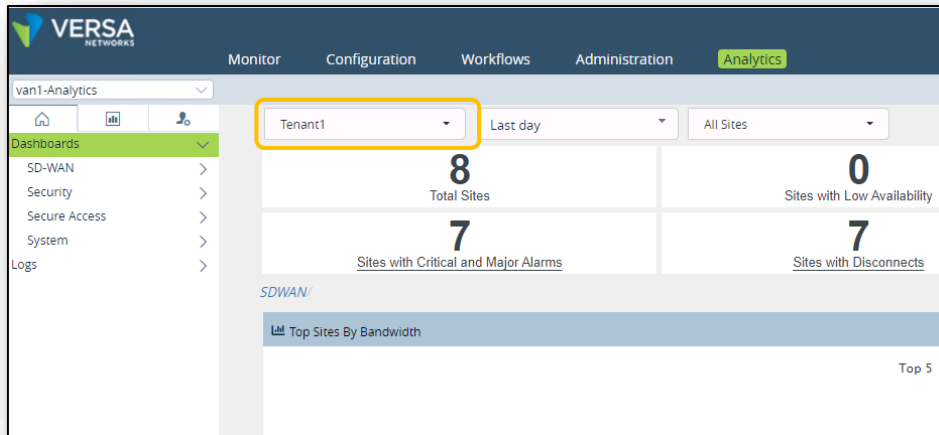 VERSA
NETWORKS
Monitor Configuration Workflows Administration Analytics
van1-Analytics
Tenant1 Last day All Sites
Dashboards
SD-WAN
Security
Secure Access
System
Logs
8
Total Sites
0
Sites with Low Availability
7
Sites with Critical and Major Alarms
7
Sites with Disconnects
SDWAN/
Top Sites By Bandwidth
Top 5